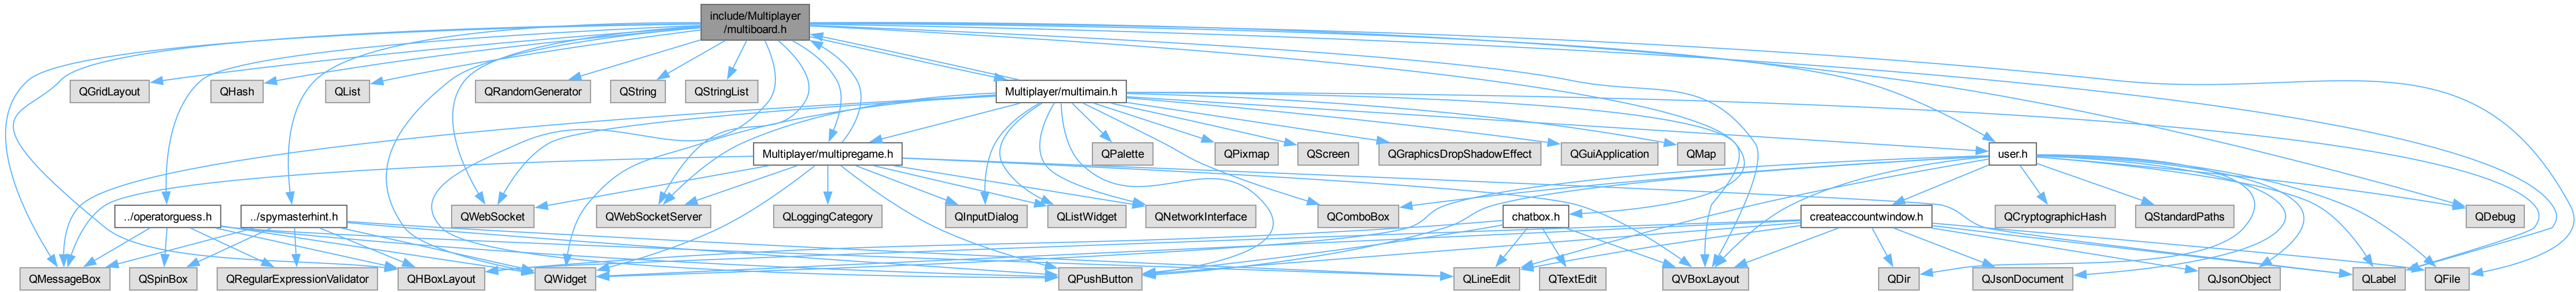 include/Multiplayer
/multiboard.h
QGridLayout
QHash
QList
QRandomGenerator
QString
QStringList
Multiplayer/multimain.h
Multiplayer/multipregame.h
QPalette
QPixmap
QScreen
QGraphicsDropShadowEffect
QGuiApplication
QMap
user.h
../operatorguess.h
../spymasterhint.h
QWebSocket
QWebSocketServer
QLoggingCategory
QInputDialog
QListWidget
QNetworkInterface
QComboBox
chatbox.h
createaccountwindow.h
QCryptographicHash
QStandardPaths
QDebug
QMessageBox
QSpinBox
QRegularExpressionValidator
QHBoxLayout
QWidget
QPushButton
QLineEdit
QTextEdit
QVBoxLayout
QDir
QJsonDocument
QJsonObject
QLabel
QFile